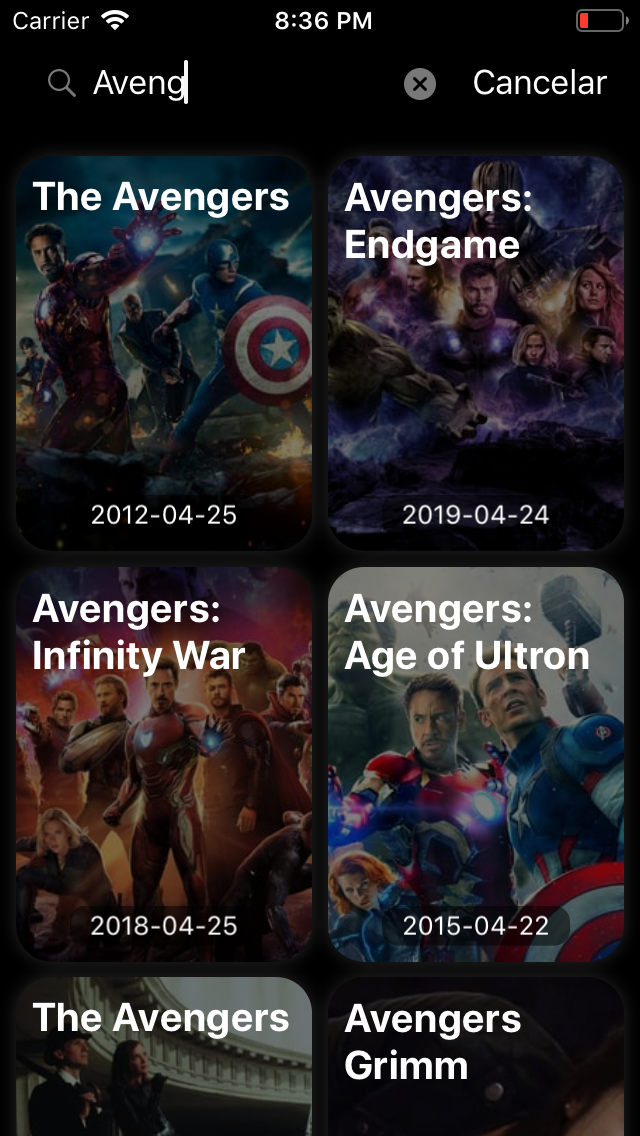 Carrier 8:36 PM
Aveng Cancelar
The Avengers
2012-04-25
Avengers:
Endgame
2019-04-24
Avengers:
Infinity War
2018-04-25
Avengers:
Age of Ultron
2015-04-22
The Avengers
Avengers
Grimm